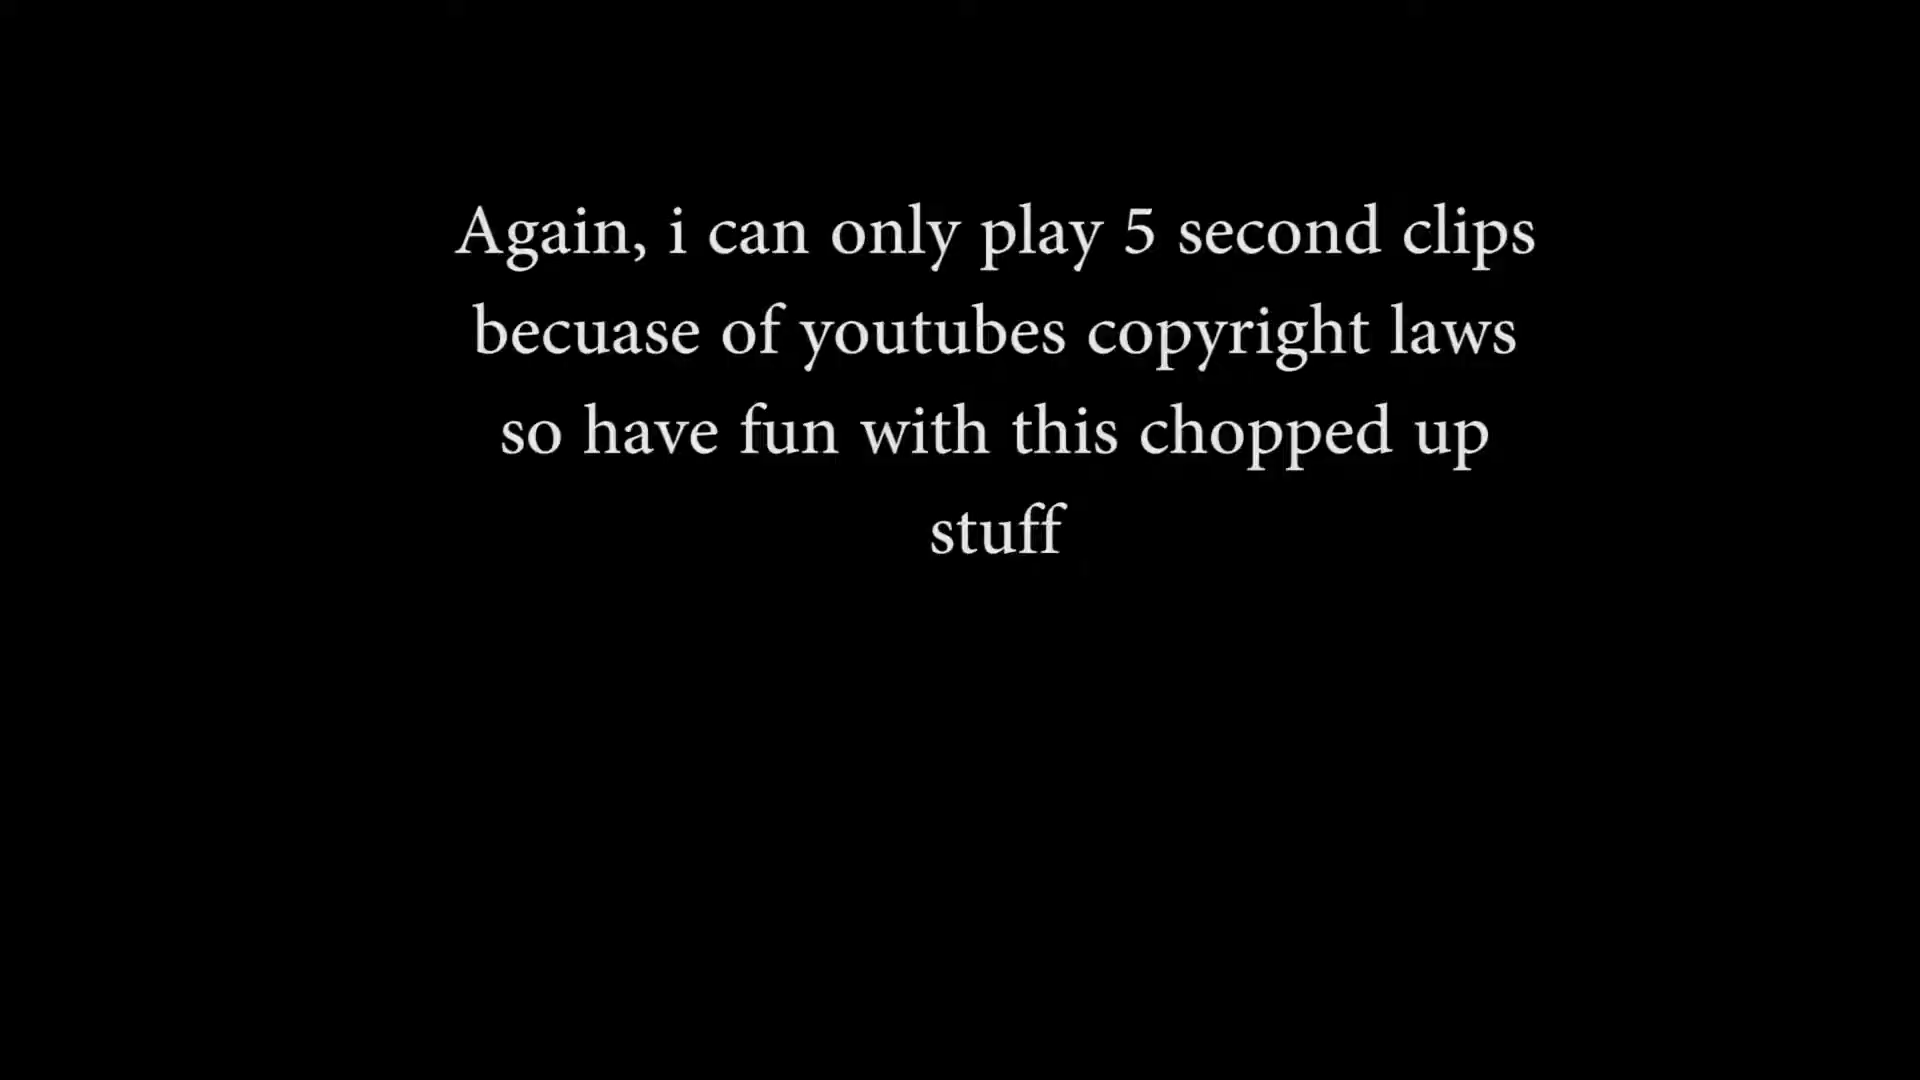 Again, i can only play 5 second clips
becuase of youtubes copyright laws
so have fun with this chopped up
stuff